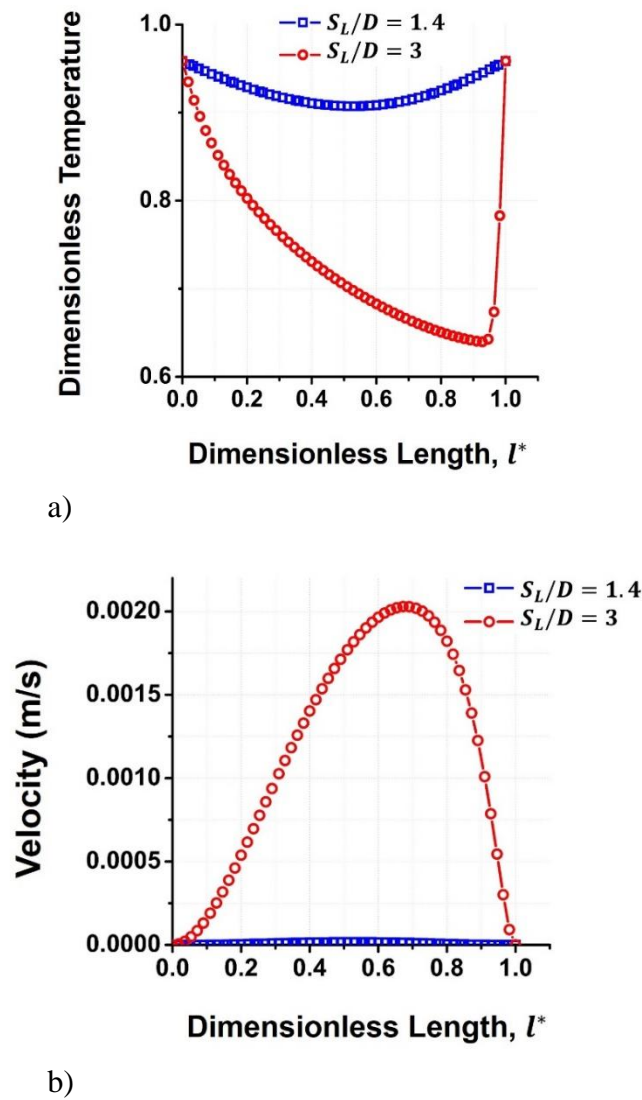 S_L/D = 1.4
S_L/D = 3
Dimensionless Temperature
1.0
0.8
0.6
0.0 0.2 0.4 0.6 0.8 1.0
Dimensionless Length, l*
a)
S_L/D = 1.4
S_L/D = 3
Velocity (m/s)
0.0020
0.0015
0.0010
0.0005
0.0000
0.0 0.2 0.4 0.6 0.8 1.0
Dimensionless Length, l*
b)